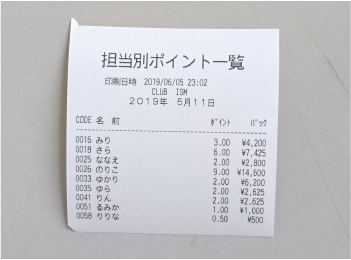 担当別ポイント一覧
印刷日時 2019/06/05 23:02
CLUB ISM
2019年 5月11日
CODE 名 前 ﾎﾟｲﾝﾄ ﾊﾞｯｸ
0016 みり 3.00 ¥4,200
0018 さら 6.00 ¥7,425
0025 ななえ 2.00 ¥2,800
0026 のりこ 9.00 ¥14,600
0033 ゆかり 2.00 ¥6,200
0035 ゆら 2.00 ¥2,625
0041 りん 2.00 ¥2,625
0051 るみか 1.00 ¥1,000
0058 りりな 0.50 ¥500